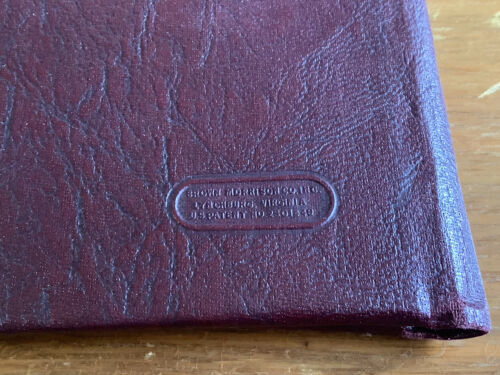 BROWN MORRISON CO. INC.
LYNCHBURG, VIRGINIA
U.S. PATENT NO.